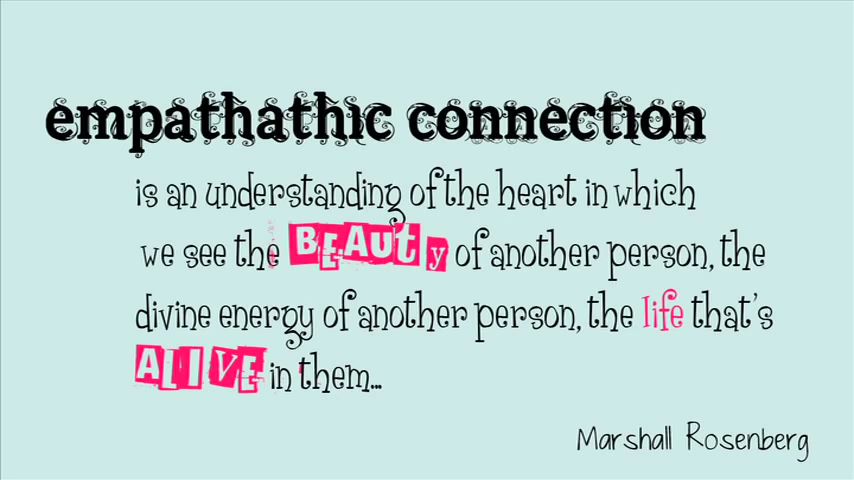 empathathic connection
is an understanding of the heart in which
we see the BEAUty of another person, the
divine energy of another person, the life that's
ALIVE in them...
Marshall Rosenberg